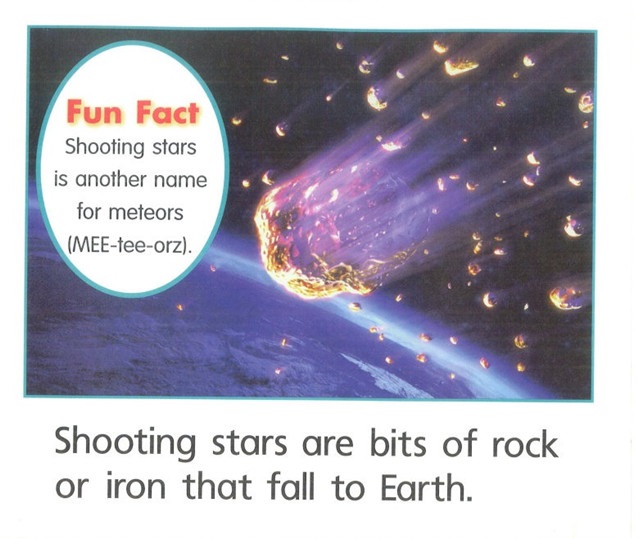 Fun Fact
Shooting stars
is another name
for meteors
(MEE-tee-orz).
Shooting stars are bits of rock
or iron that fall to Earth.